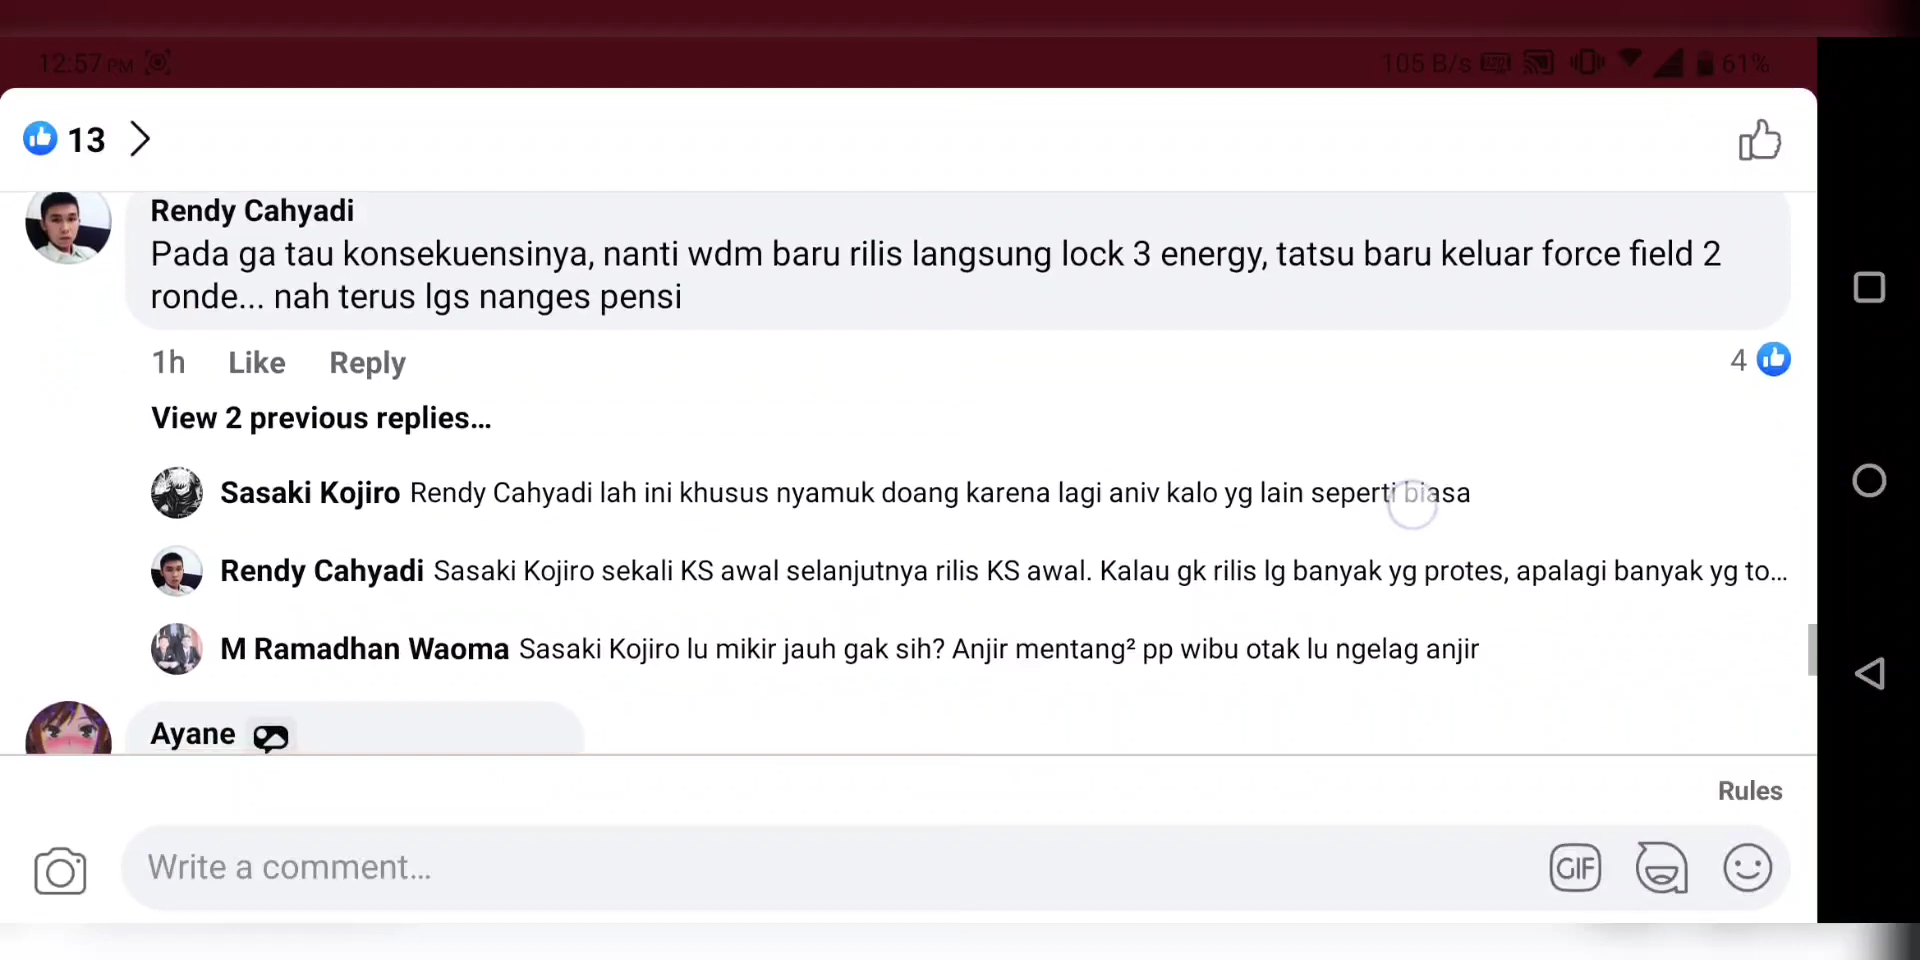 12:57 PM
105 B/s
61%
13
Rendy Cahyadi
Pada ga tau konsekuensinya, nanti wdm baru rilis langsung lock 3 energy, tatsu baru keluar force field 2
ronde... nah terus lgs nanges pensi
1h Like Reply 4
View 2 previous replies...
Sasaki Kojiro Rendy Cahyadi lah ini khusus nyamuk doang karena lagi aniv kalo yg lain seperti biasa
Rendy Cahyadi Sasaki Kojiro sekali KS awal selanjutnya rilis KS awal. Kalau gk rilis lg banyak yg protes, apalagi banyak yg to...
M Ramadhan Waoma Sasaki Kojiro lu mikir jauh gak sih? Anjir mentang² pp wibu otak lu ngelag anjir
Ayane
Rules
Write a comment...
GIF